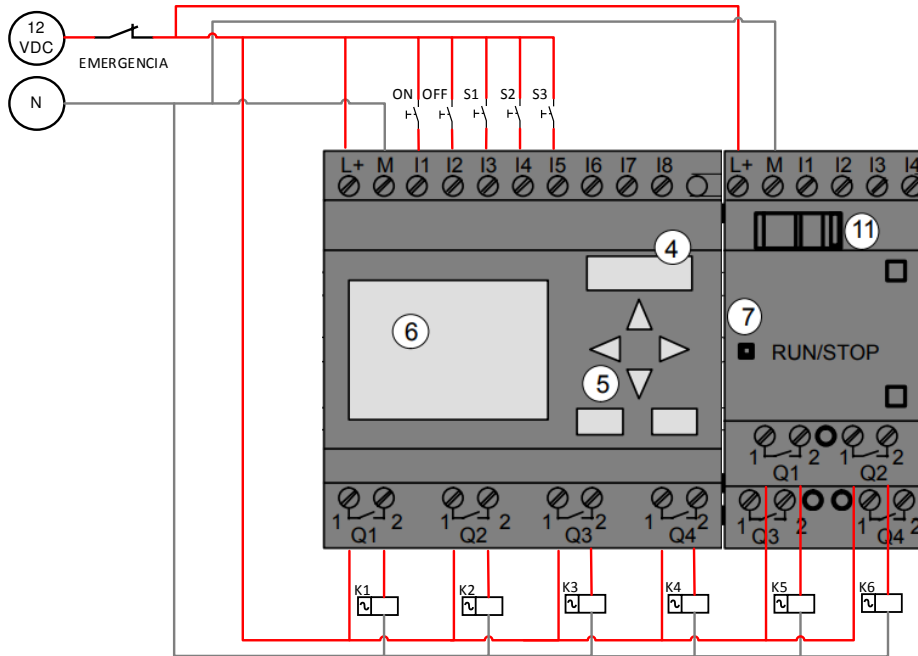 12
VDC
EMERGENCIA
N
ON OFF S1 S2 S3
L+ M I1 I2 I3 I4 I5 I6 I7 I8
L+ M I1 I2 I3 I4
4
11
6
7
5
RUN/STOP
1 2 1 2
Q1 Q2
1 2 1 2 1 2 1 2
Q1 Q2 Q3 Q4
1 2 1 2
Q3 Q4
K1 K2 K3 K4 K5 K6